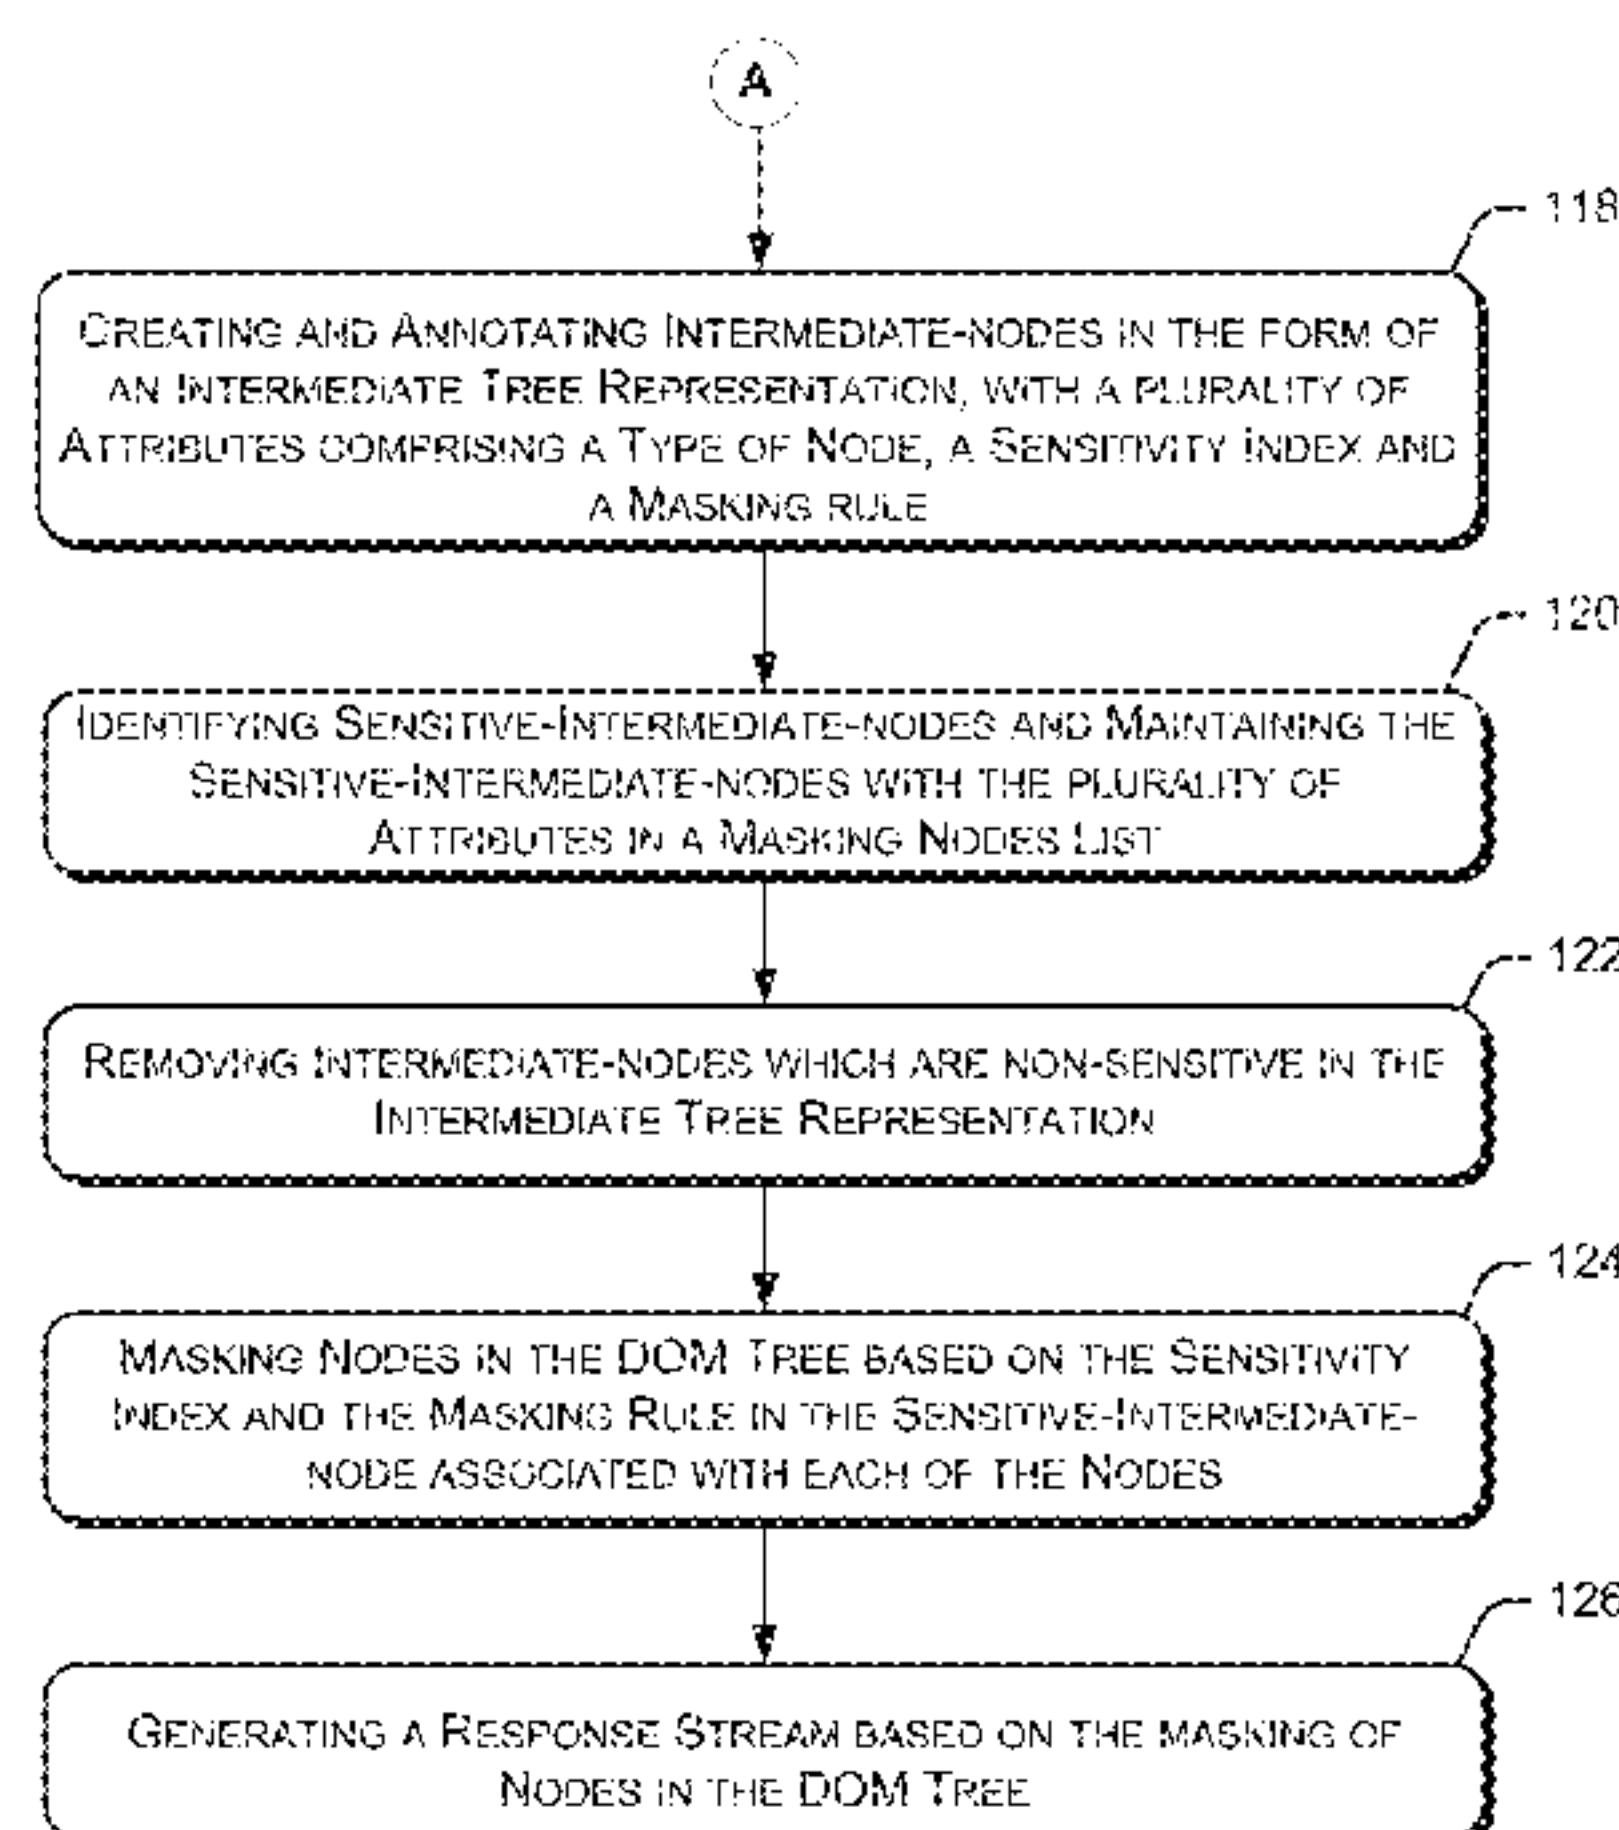 A
118
CREATING AND ANNOTATING INTERMEDIATE-NODES IN THE FORM OF
AN INTERMEDIATE TREE REPRESENTATION, WITH A PLURALITY OF
ATTRIBUTES COMPRISING A TYPE OF NODE, A SENSITIVITY INDEX AND
A MASKING RULE
120
IDENTIFYING SENSITIVE-INTERMEDIATE-NODES AND MAINTAINING THE
SENSITIVE-INTERMEDIATE-NODES WITH THE PLURALITY OF
ATTRIBUTES IN A MASKING NODES LIST
122
REMOVING INTERMEDIATE-NODES WHICH ARE NON-SENSITIVE IN THE
INTERMEDIATE TREE REPRESENTATION
124
MASKING NODES IN THE DOM TREE BASED ON THE SENSITIVITY
INDEX AND THE MASKING RULE IN THE SENSITIVE-INTERMEDIATE-
NODE ASSOCIATED WITH EACH OF THE NODES
126
GENERATING A RESPONSE STREAM BASED ON THE MASKING OF
NODES IN THE DOM TREE